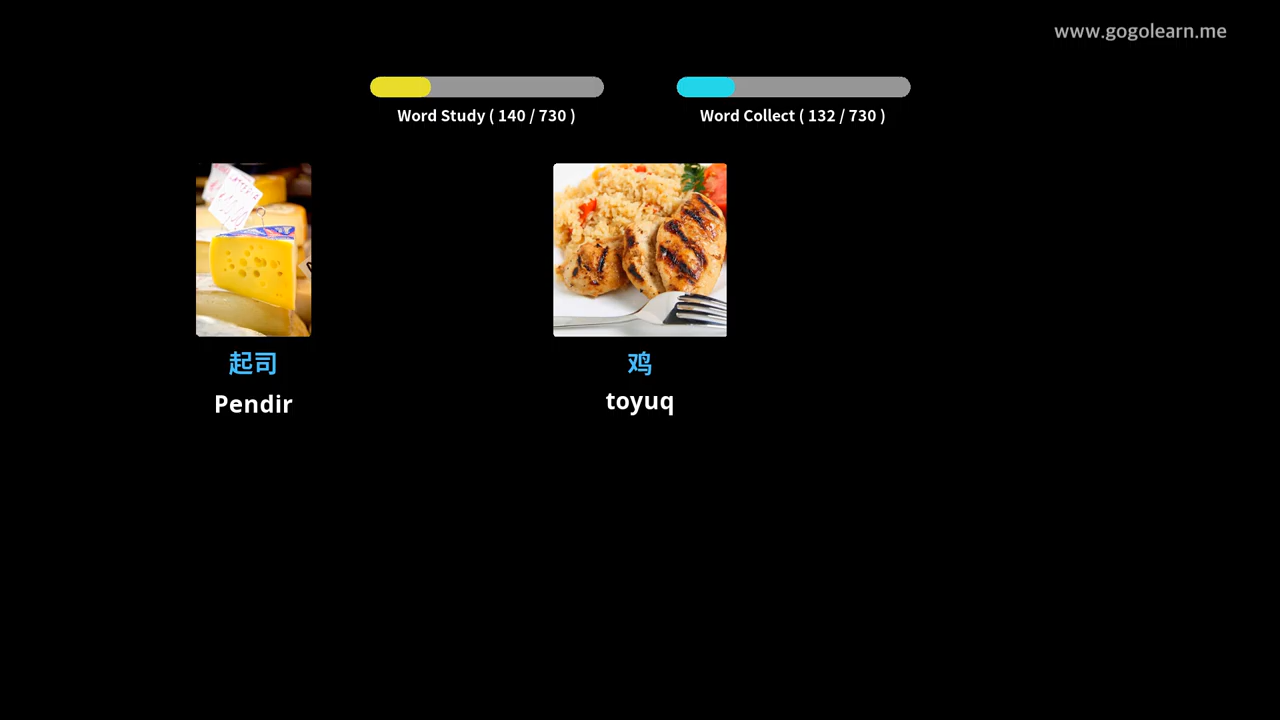 www.gogolearn.me
Word Study ( 140 / 730 )
Word Collect ( 132 / 730 )
起司
Pendir
鸡
toyuq